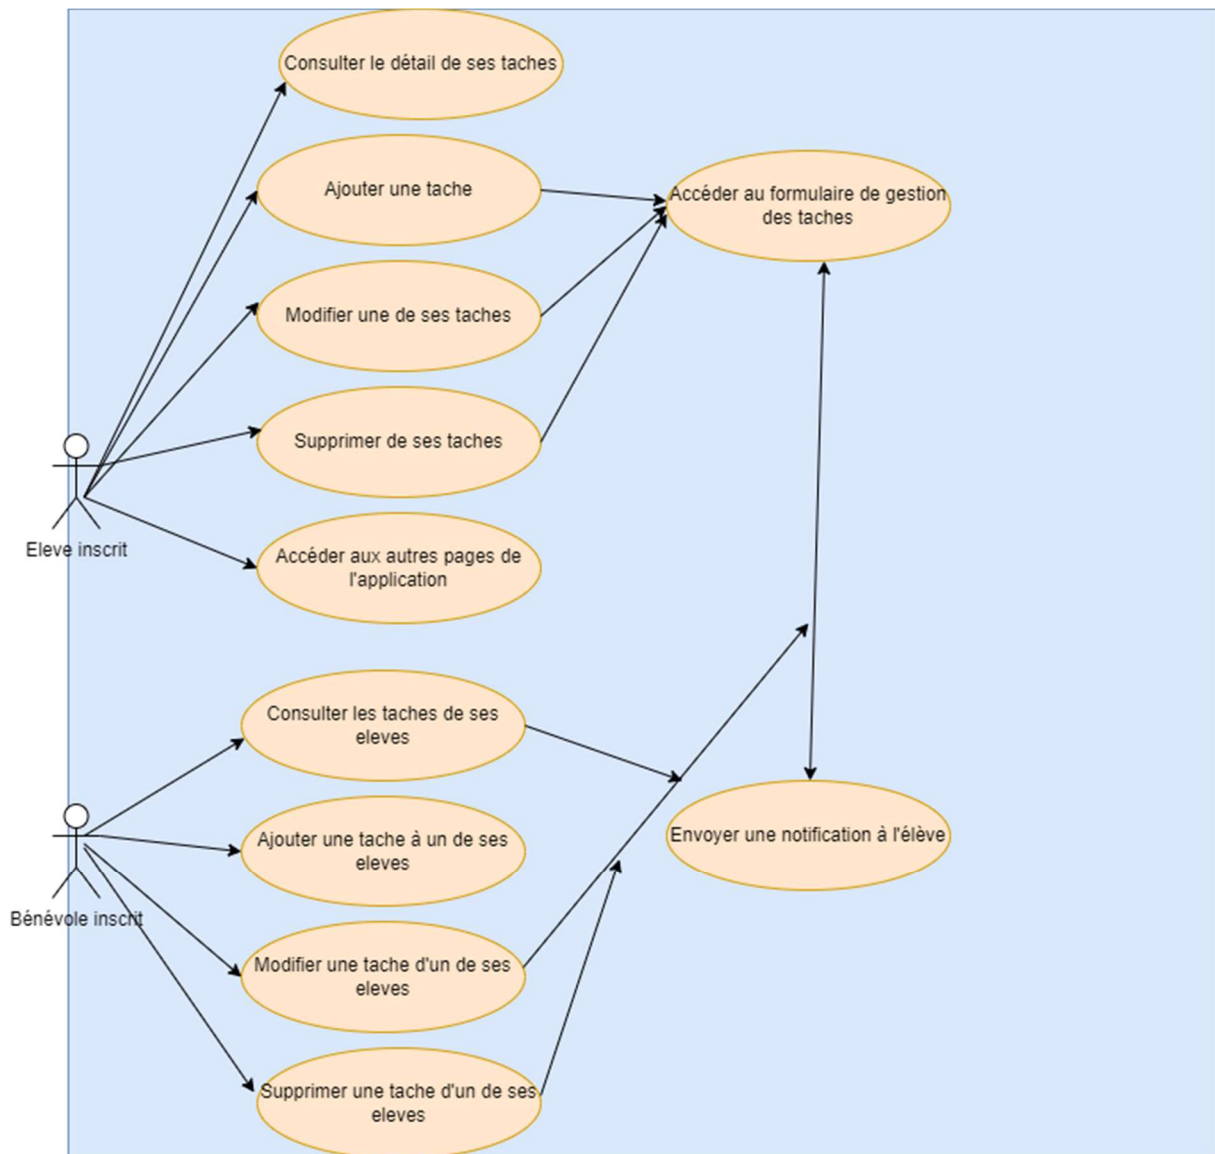 Consulter le détail de ses taches
Ajouter une tache
Accéder au formulaire de gestion
des taches
Modifier une de ses taches
Supprimer de ses taches
Eleve inscrit
Accéder aux autres pages de
l'application
Consulter les taches de ses
eleves
Ajouter une tache à un de ses
eleves
Envoyer une notification à l'élève
Bénévole inscrit
Modifier une tache d'un de ses
eleves
Supprimer une tache d'un de ses
eleves